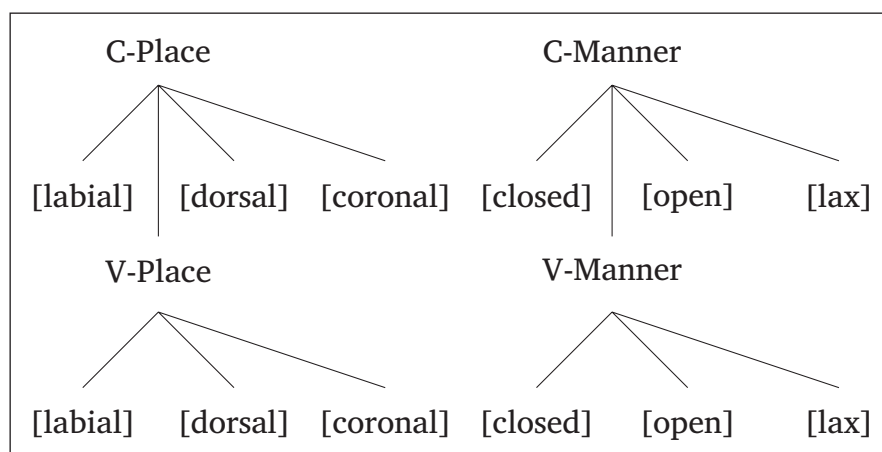 C-Place C-Manner
[labial] [dorsal] [coronal] [closed] [open] [lax]
V-Place V-Manner
[labial] [dorsal] [coronal] [closed] [open] [lax]